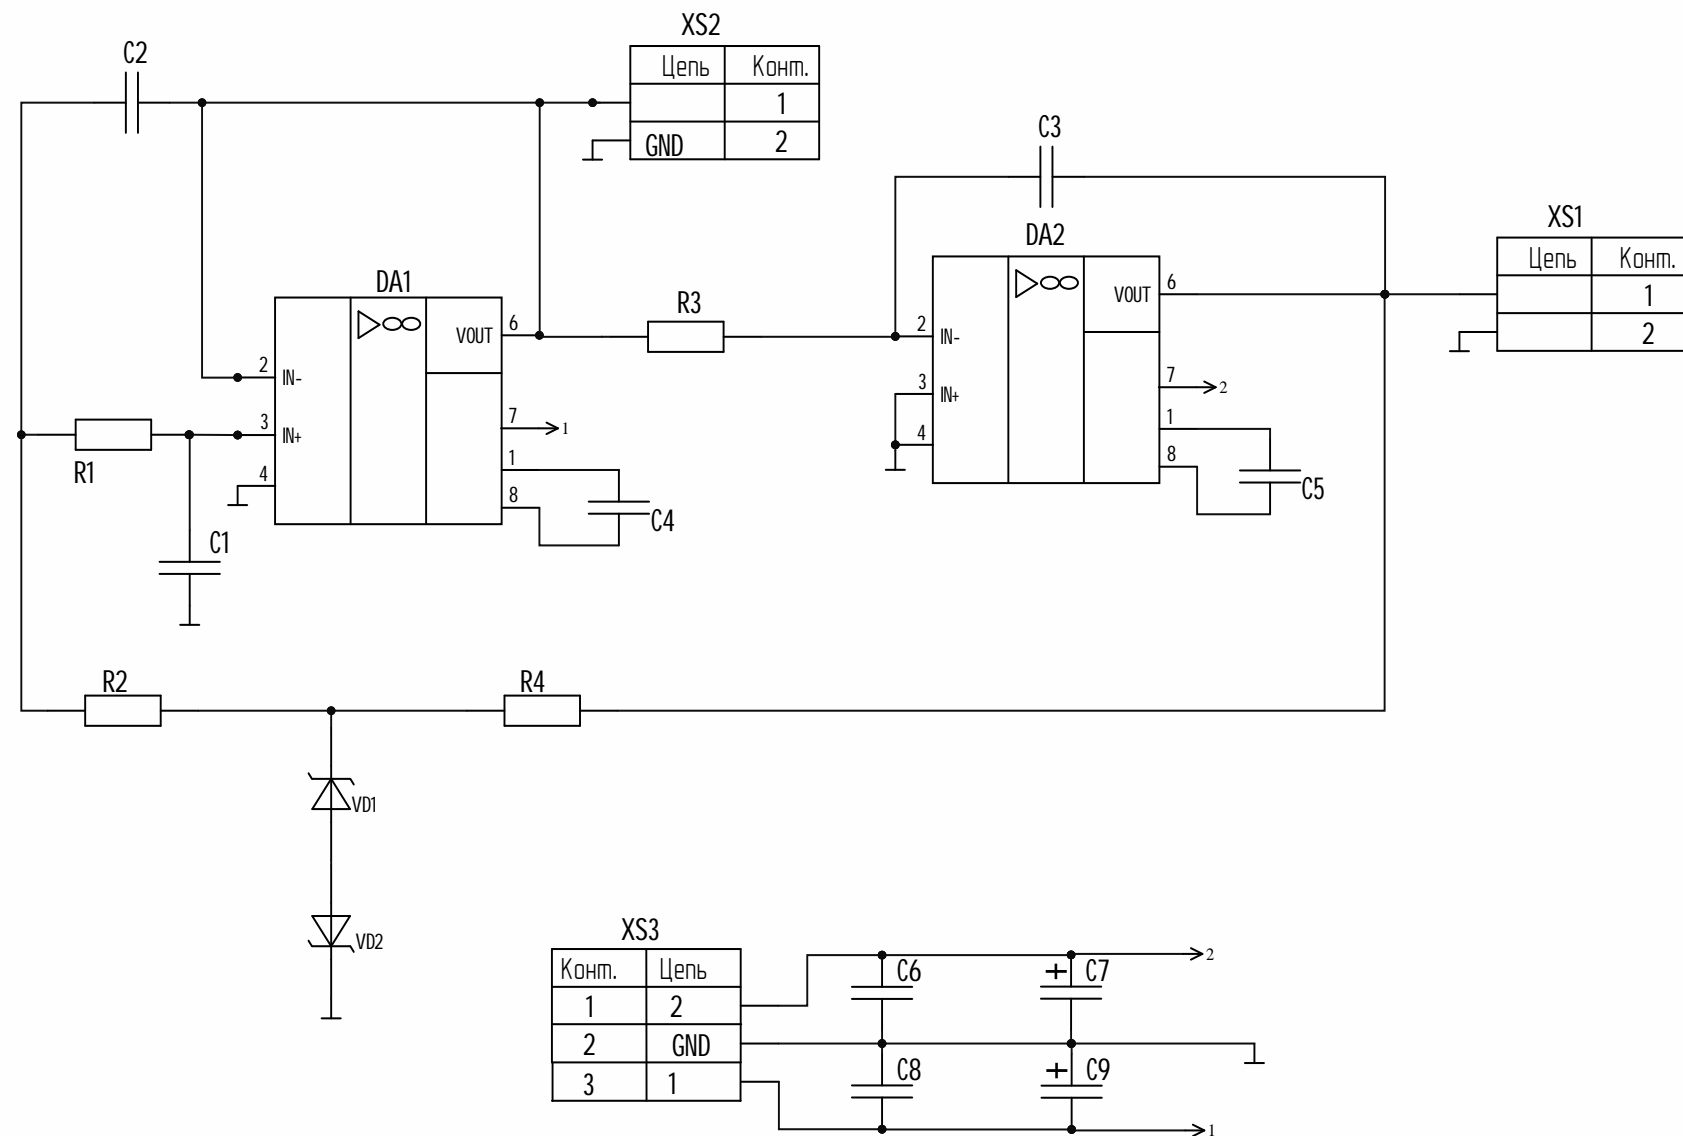 XS2
C2
Цепь Конт.
1
GND 2
C3
XS1
DA2
Цепь Конт.
1
2
DA1
R3
VOUT 6
2 IN-
3 IN+
4
7 2
1
8
C5
VOUT 6
2 IN-
3 IN+
4
7 1
1
8
C4
R1
C1
R2
R4
VD1
VD2
XS3
Конт. Цепь
1 2
2 GND
3 1
C6
+ C7
2
C8
+ C9
1